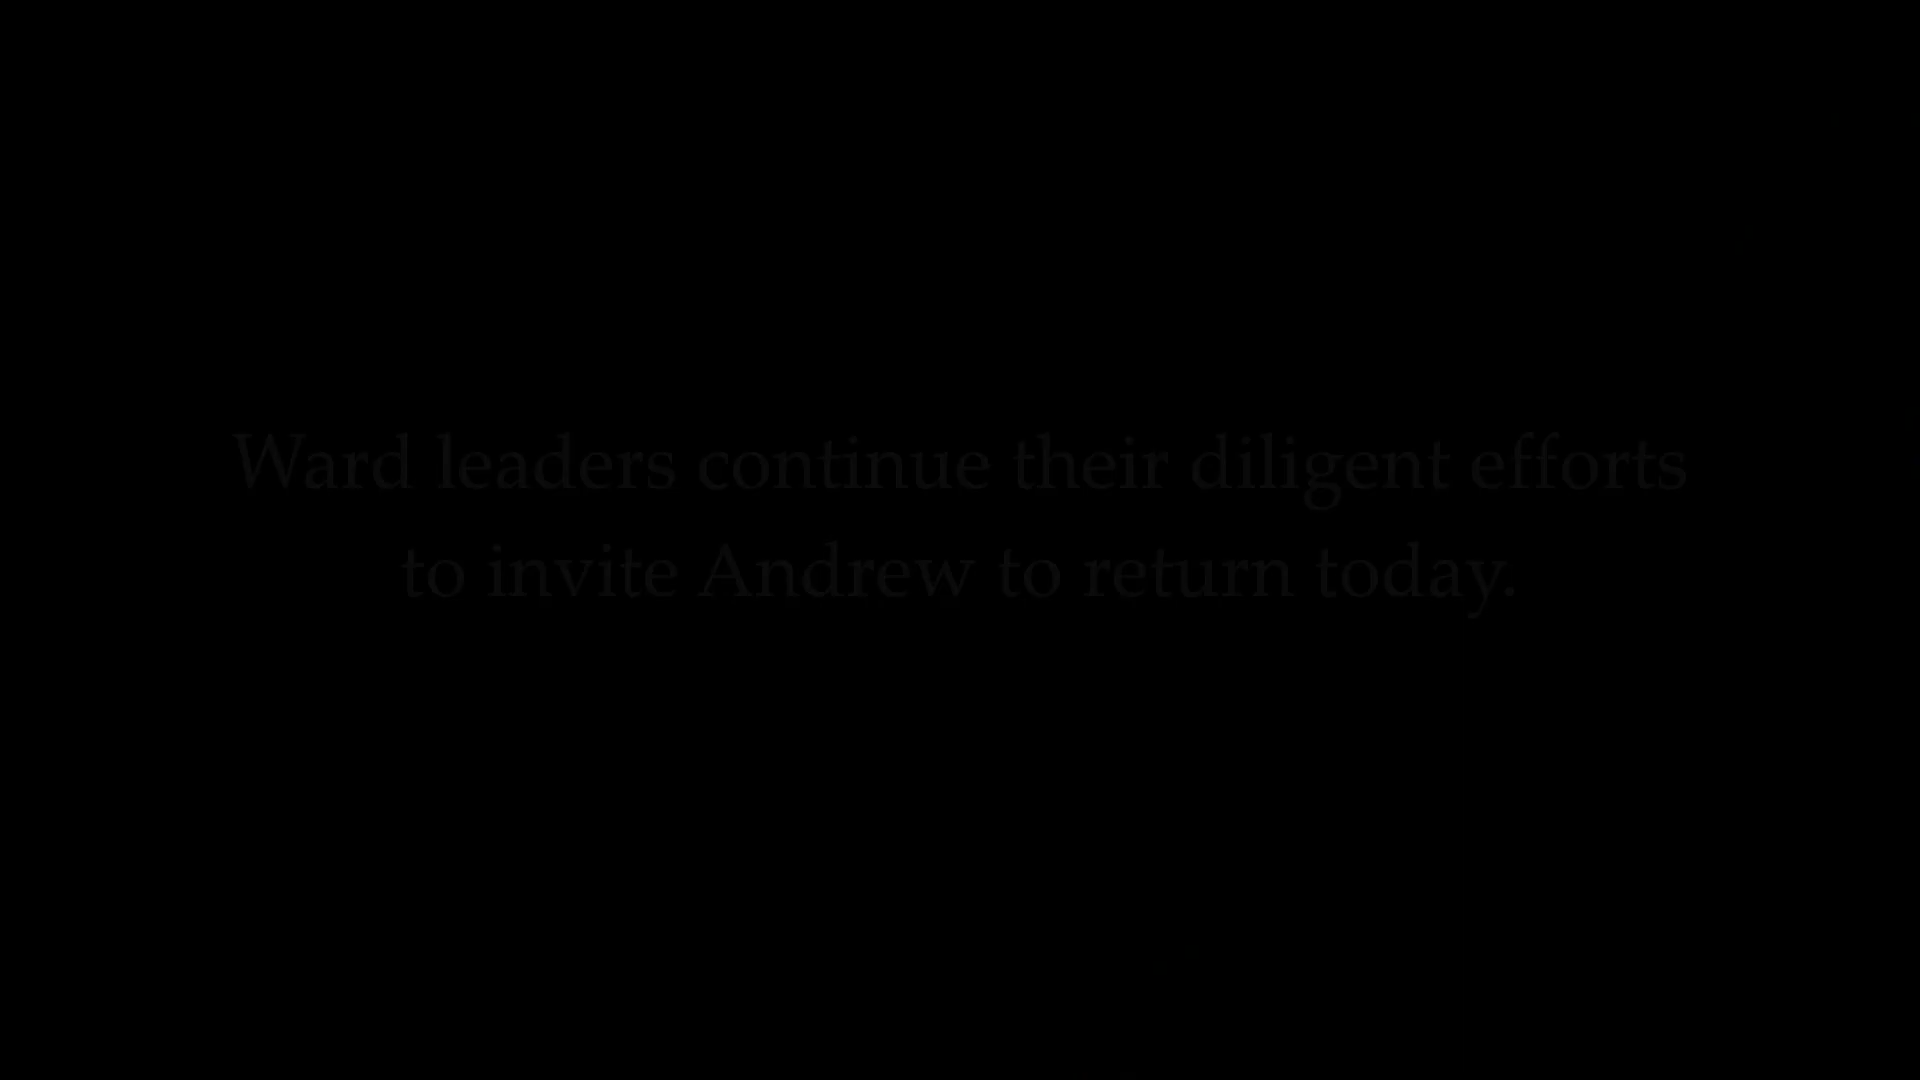 Ward leaders continue their diligent efforts
to invite Andrew to return today.